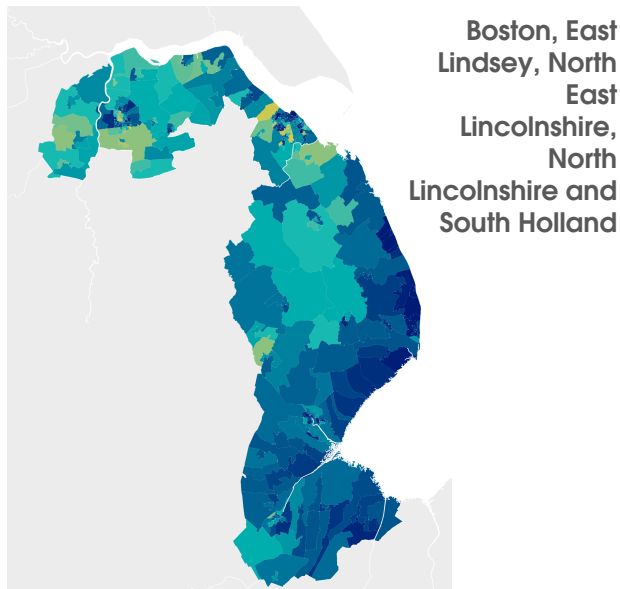 Boston, East
Lindsey, North
East
Lincolnshire,
North
Lincolnshire and
South Holland